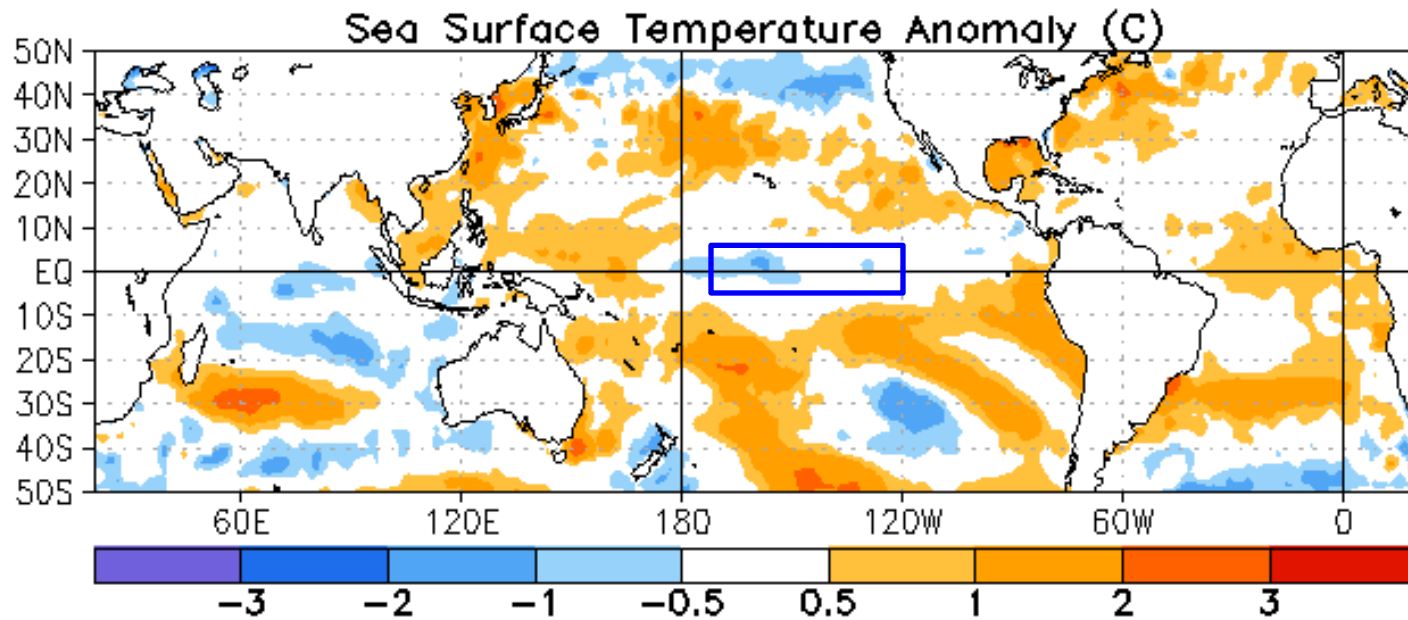 Sea Surface Temperature Anomaly (C)
50N
40N
30N
20N
10N
EQ
10S
20S
30S
40S
50S
60E 120E 180 120W 60W 0
-3 -2 -1 -0.5 0.5 1 2 3